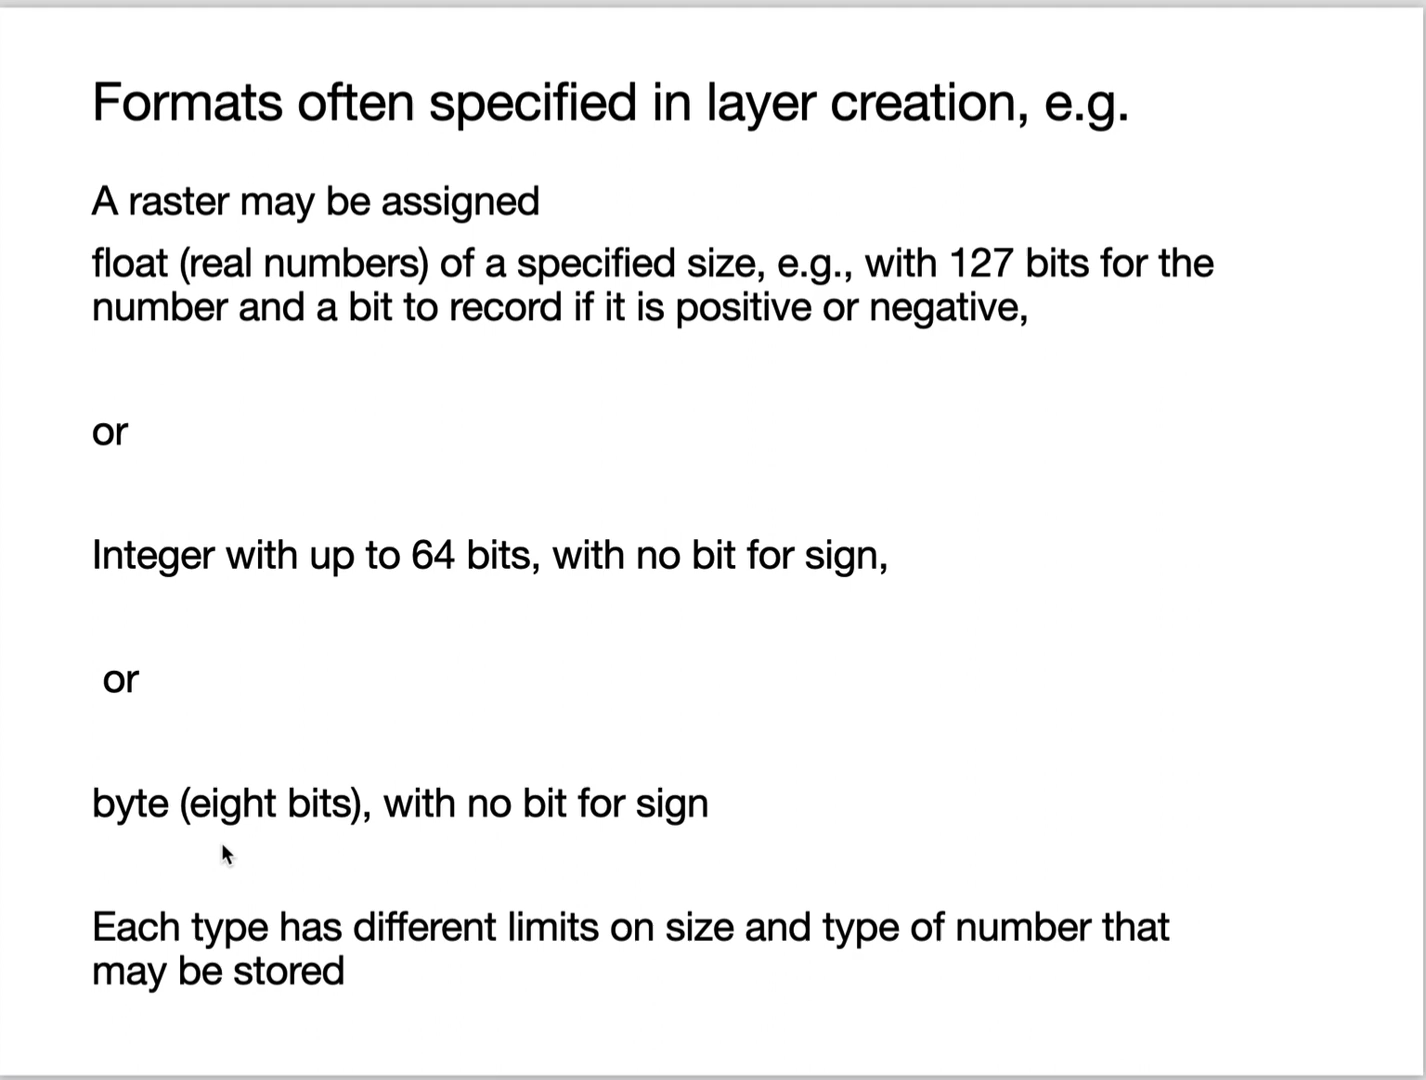 Formats often specified in layer creation, e.g.
A raster may be assigned
float (real numbers) of a specified size, e.g., with 127 bits for the
number and a bit to record if it is positive or negative,
or
Integer with up to 64 bits, with no bit for sign,
or
byte (eight bits), with no bit for sign
Each type has different limits on size and type of number that
may be stored